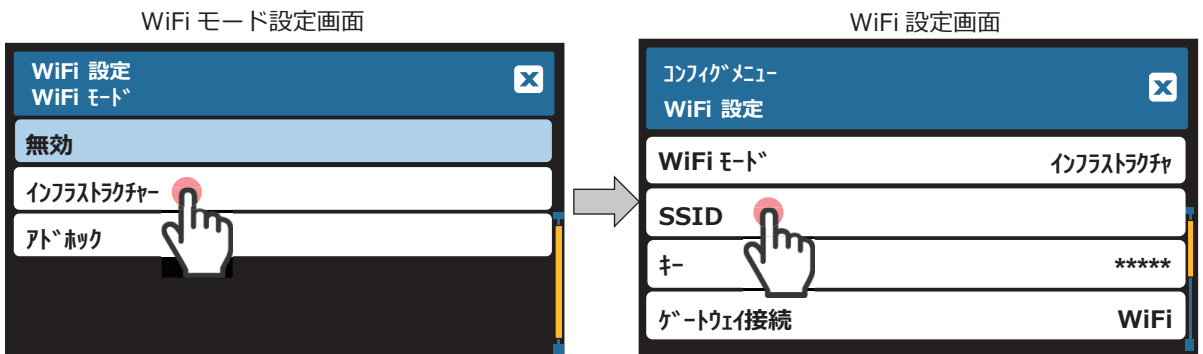 WiFi モード設定画面
WiFi 設定
WiFi ﾓｰﾄﾞ
X
無効
ｲﾝﾌﾗｽﾄﾗｸﾁｬｰ
ｱﾄﾞﾎｯｸ
WiFi 設定画面
ｺﾝﾌｨｸﾞﾒﾆｭｰ
WiFi 設定
X
WiFi ﾓｰﾄﾞ ｲﾝﾌﾗｽﾄﾗｸﾁｬ
SSID
ｷｰ *****
ｹﾞｰﾄｳｪｲ接続 WiFi